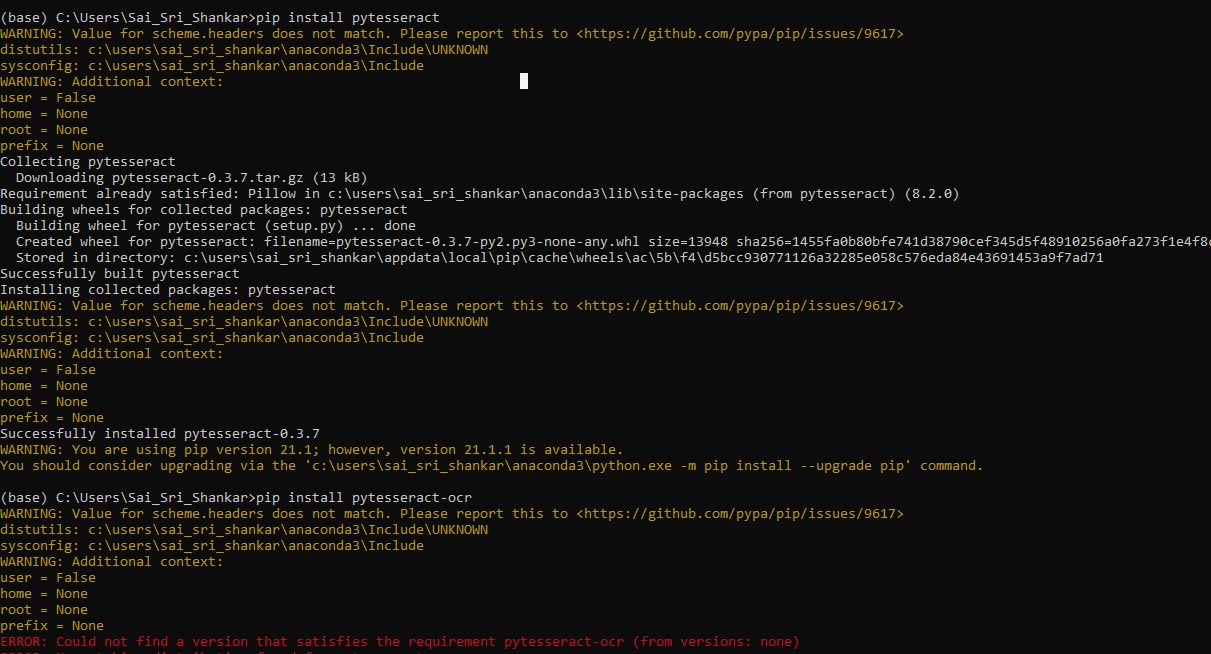 (base) C:\Users\Sai_Sri_Shankar>pip install pytesseract
WARNING: Value for scheme.headers does not match. Please report this to <https://github.com/pypa/pip/issues/9617>
distutils: c:\users\sai_sri_shankar\anaconda3\Include\UNKNOWN
sysconfig: c:\users\sai_sri_shankar\anaconda3\Include
WARNING: Additional context:
user = False
home = None
root = None
prefix = None
Collecting pytesseract
  Downloading pytesseract-0.3.7.tar.gz (13 kB)
Requirement already satisfied: Pillow in c:\users\sai_sri_shankar\anaconda3\lib\site-packages (from pytesseract) (8.2.0)
Building wheels for collected packages: pytesseract
  Building wheel for pytesseract (setup.py) ... done
  Created wheel for pytesseract: filename=pytesseract-0.3.7-py2.py3-none-any.whl size=13948 sha256=1455fa0b80bfe741d38790cef345d5f48910256a0fa273f1e4f8
  Stored in directory: c:\users\sai_sri_shankar\appdata\local\pip\cache\wheels\ac\5b\f4\d5bcc930771126a32285e058c576eda84e43691453a9f7ad71
Successfully built pytesseract
Installing collected packages: pytesseract
WARNING: Value for scheme.headers does not match. Please report this to <https://github.com/pypa/pip/issues/9617>
distutils: c:\users\sai_sri_shankar\anaconda3\Include\UNKNOWN
sysconfig: c:\users\sai_sri_shankar\anaconda3\Include
WARNING: Additional context:
user = False
home = None
root = None
prefix = None
Successfully installed pytesseract-0.3.7
WARNING: You are using pip version 21.1; however, version 21.1.1 is available.
You should consider upgrading via the 'c:\users\sai_sri_shankar\anaconda3\python.exe -m pip install --upgrade pip' command.
(base) C:\Users\Sai_Sri_Shankar>pip install pytesseract-ocr
WARNING: Value for scheme.headers does not match. Please report this to <https://github.com/pypa/pip/issues/9617>
distutils: c:\users\sai_sri_shankar\anaconda3\Include\UNKNOWN
sysconfig: c:\users\sai_sri_shankar\anaconda3\Include
WARNING: Additional context:
user = False
home = None
root = None
prefix = None
ERROR: Could not find a version that satisfies the requirement pytesseract-ocr (from versions: none)